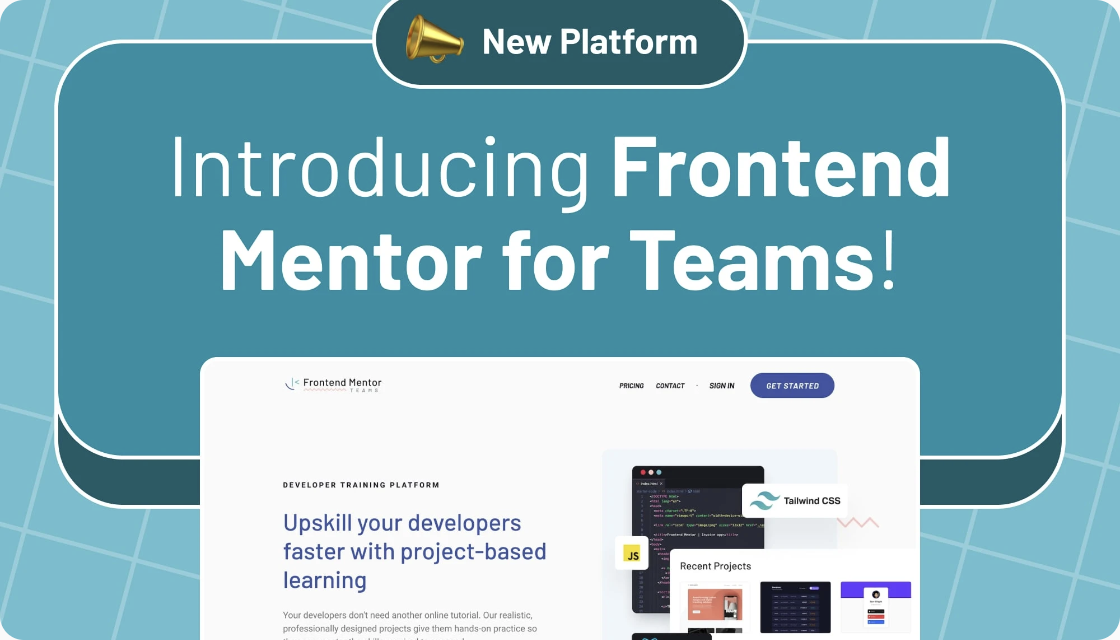 New Platform
Introducing Frontend
Mentor for Teams!
Frontend Mentor
TEAMS
PRICING CONTACT SIGN IN GET STARTED
DEVELOPER TRAINING PLATFORM
Upskill your developers
faster with project-based
learning
Your developers don't need another online tutorial. Our realistic,
professionally designed projects give them hands-on practice so
Tailwind CSS
JS
Recent Projects